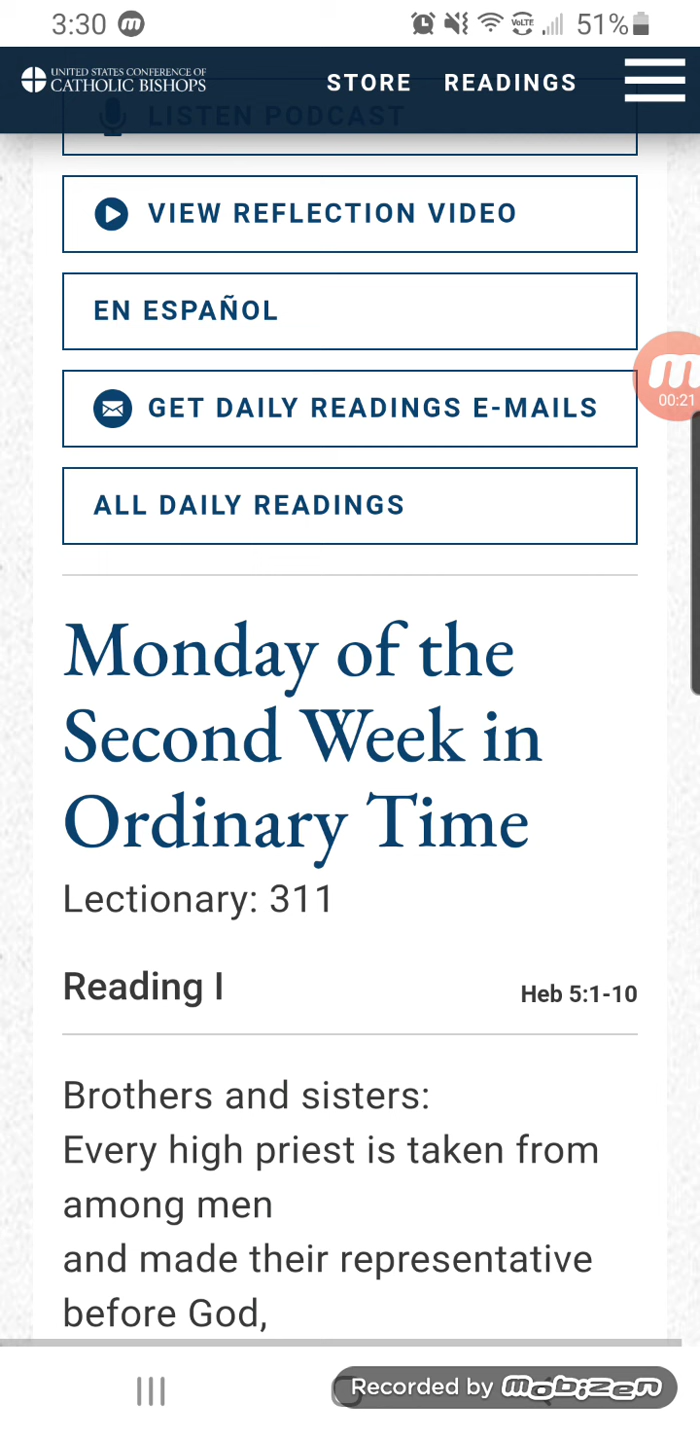 3:30 m VoLTE 51%
UNITED STATES CONFERENCE OF
CATHOLIC BISHOPS
STORE READINGS
LISTEN PODCAST
VIEW REFLECTION VIDEO
EN ESPAÑOL
m
00:21
GET DAILY READINGS E-MAILS
ALL DAILY READINGS
Monday of the
Second Week in
Ordinary Time
Lectionary: 311
Reading I Heb 5:1-10
Brothers and sisters:
Every high priest is taken from
among men
and made their representative
before God,
Recorded by mobizen